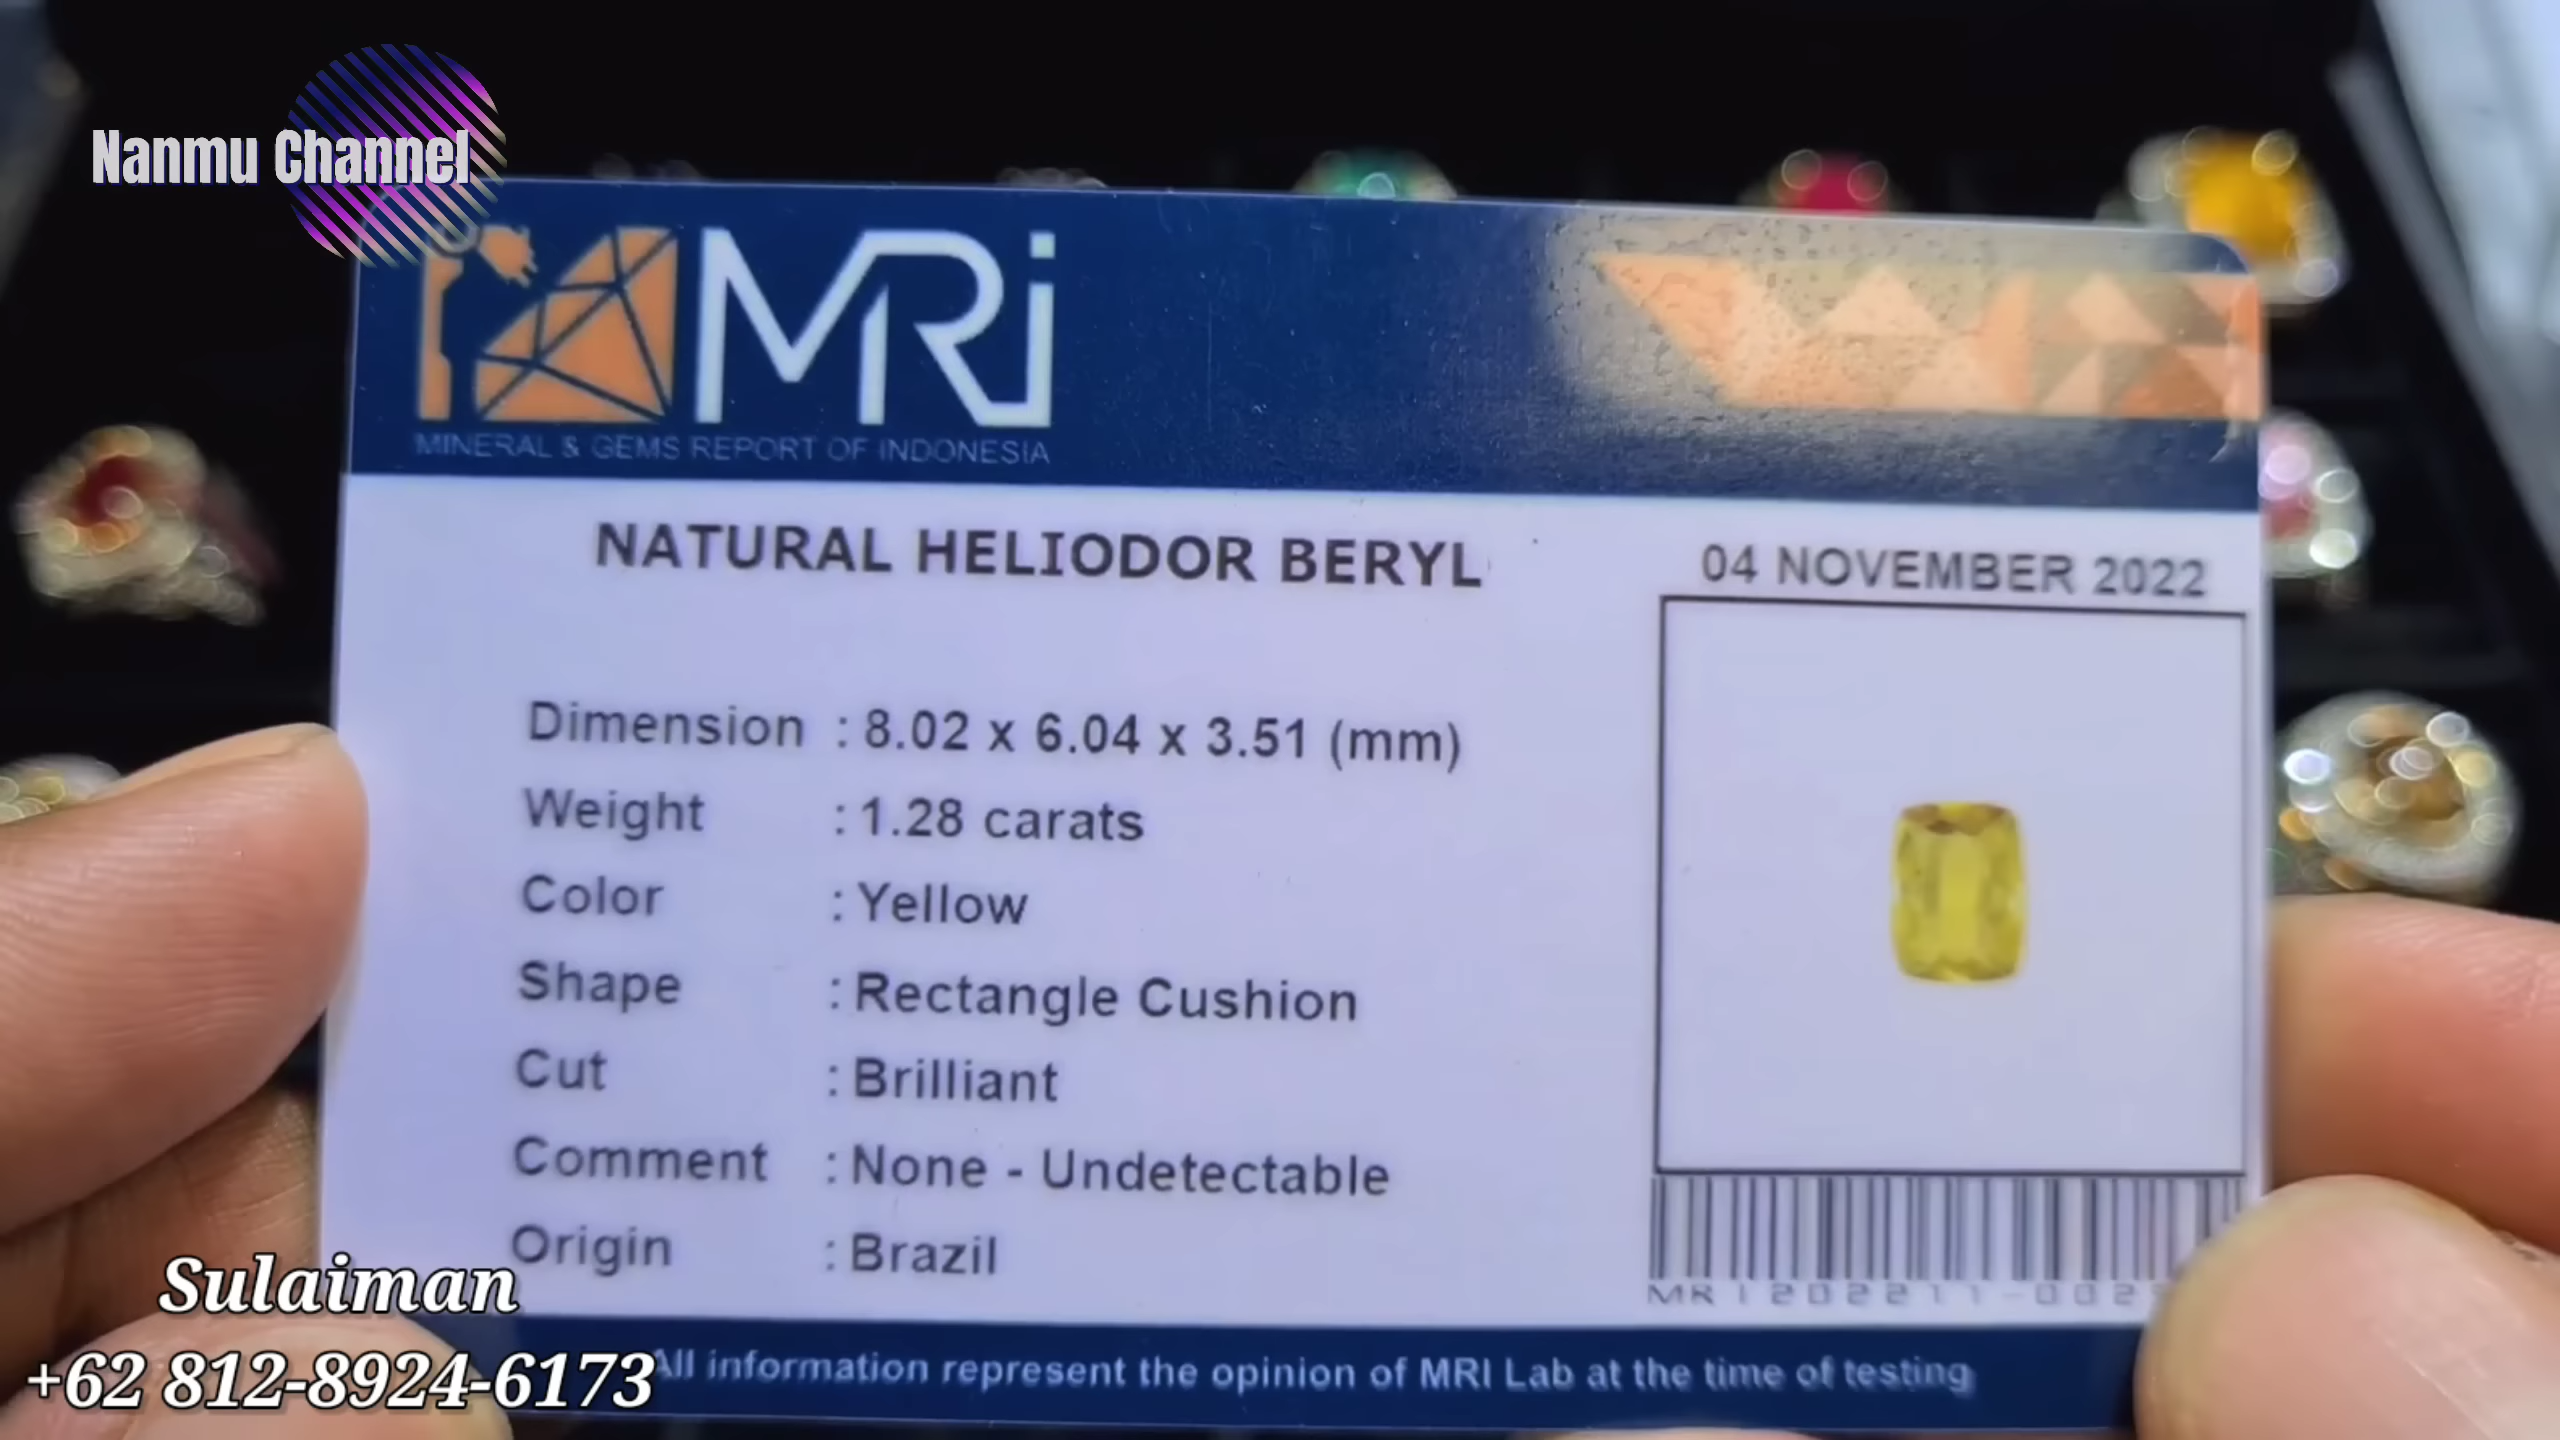 Nanmu Channel
MRi
MINERAL & GEMS REPORT OF INDONESIA
NATURAL HELIODOR BERYL
04 NOVEMBER 2022
Dimension : 8.02 x 6.04 x 3.51 (mm)
Weight : 1.28 carats
Color : Yellow
Shape : Rectangle Cushion
Cut : Brilliant
Comment : None - Undetectable
Origin : Brazil
Sulaiman
+62 812-8924-6173
All information represent the opinion of MRI Lab at the time of testing